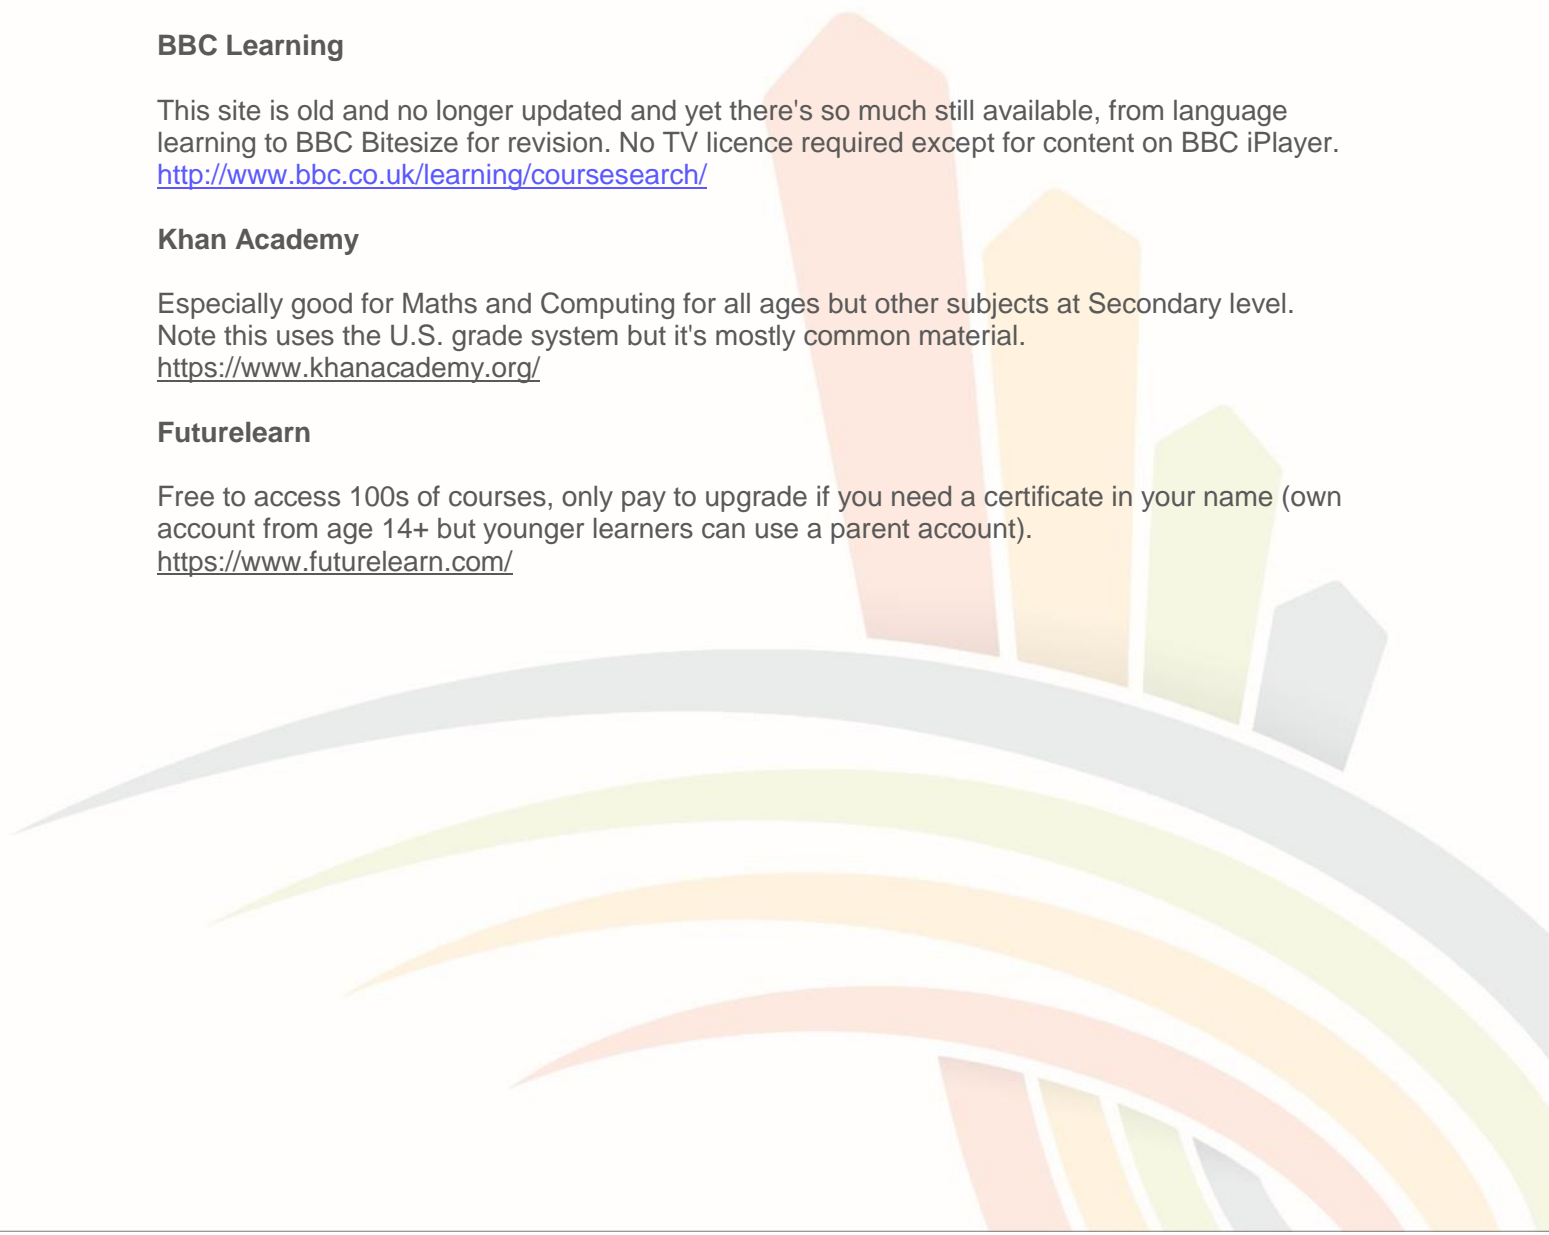 BBC Learning
This site is old and no longer updated and yet there's so much still available, from language
learning to BBC Bitesize for revision. No TV licence required except for content on BBC iPlayer.
http://www.bbc.co.uk/learning/coursesearch/
Khan Academy
Especially good for Maths and Computing for all ages but other subjects at Secondary level.
Note this uses the U.S. grade system but it's mostly common material.
https://www.khanacademy.org/
Futurelearn
Free to access 100s of courses, only pay to upgrade if you need a certificate in your name (own
account from age 14+ but younger learners can use a parent account).
https://www.futurelearn.com/